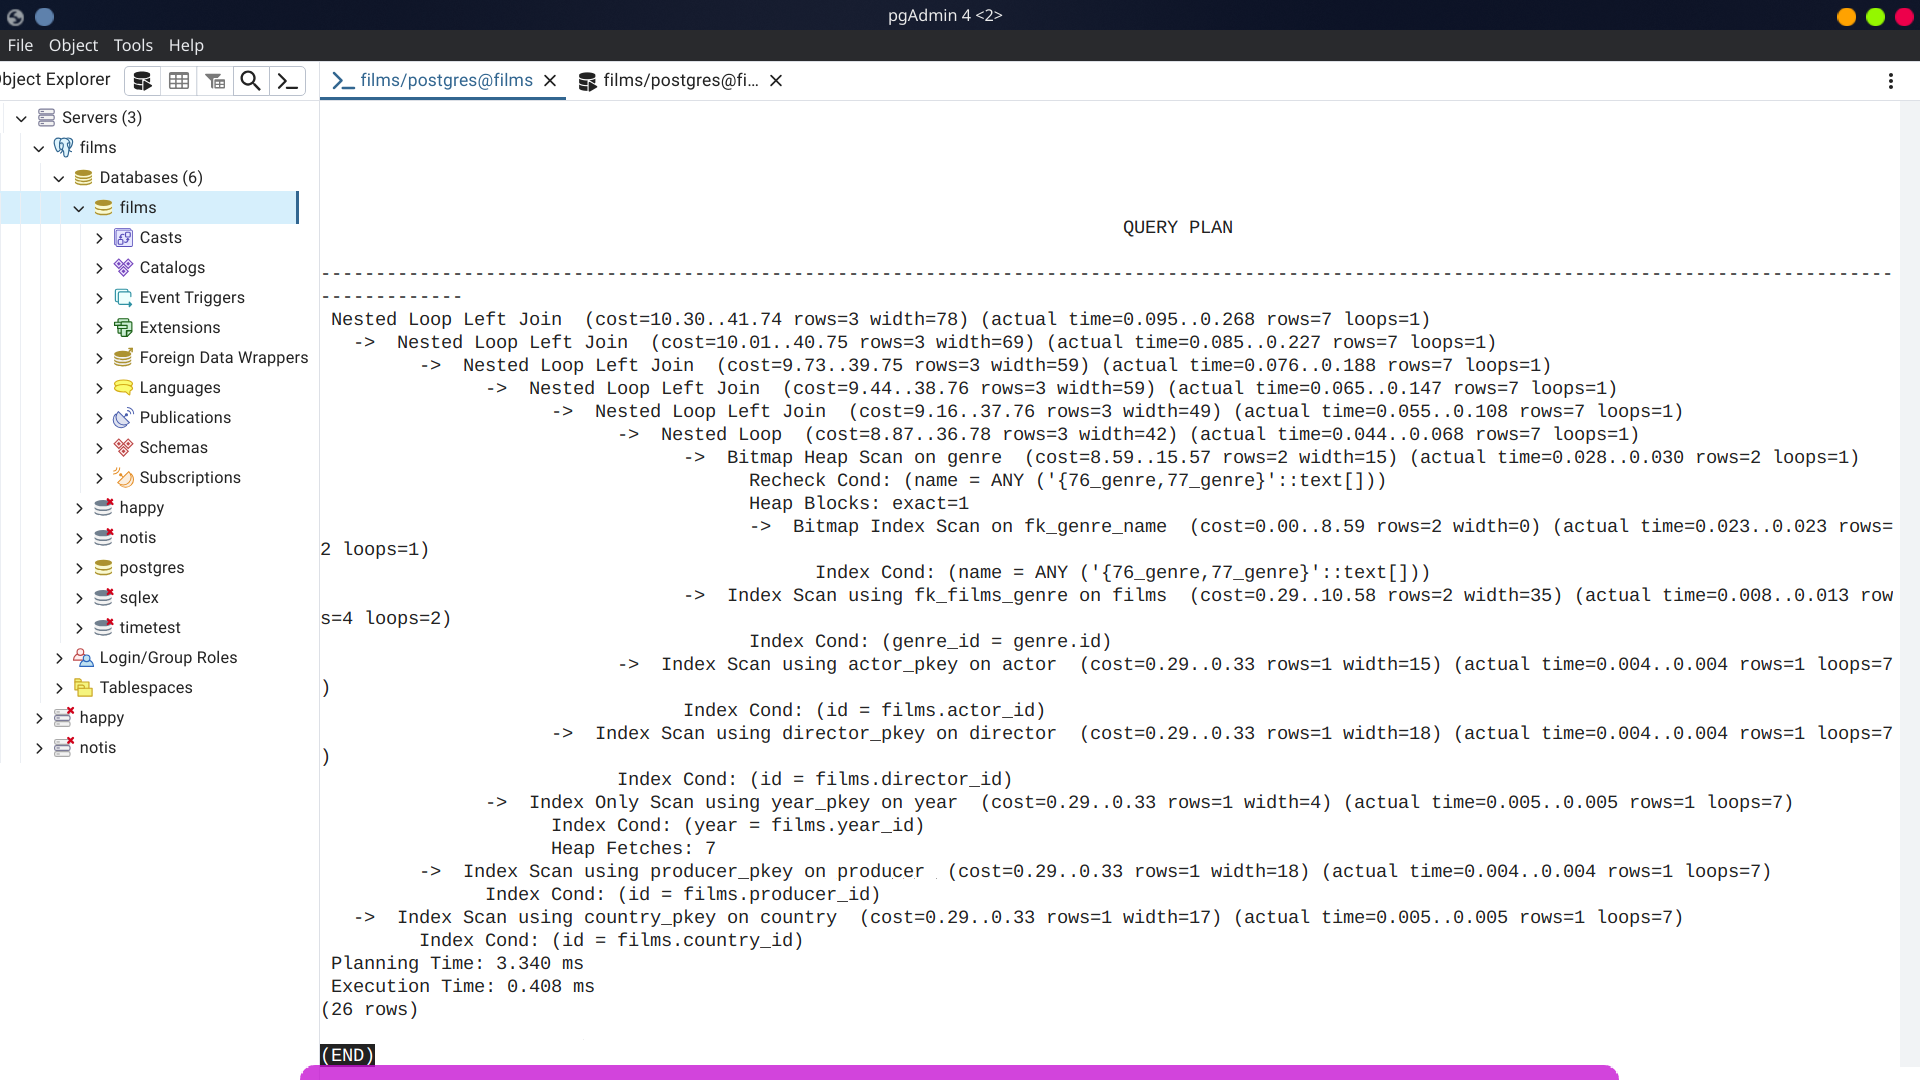 pgAdmin 4 <2>
File Object Tools Help
bject Explorer
films/postgres@films
films/postgres@fi...
Servers (3)
films
Databases (6)
films
Casts
Catalogs
Event Triggers
Extensions
Foreign Data Wrappers
Languages
Publications
Schemas
Subscriptions
happy
notis
postgres
sqlex
timetest
Login/Group Roles
Tablespaces
happy
notis
QUERY PLAN
-----------------------------------------------------------------------------------------------------------------------------------------------
-------------
Nested Loop Left Join  (cost=10.30..41.74 rows=3 width=78) (actual time=0.095..0.268 rows=7 loops=1)
->  Nested Loop Left Join  (cost=10.01..40.75 rows=3 width=69) (actual time=0.085..0.227 rows=7 loops=1)
->  Nested Loop Left Join  (cost=9.73..39.75 rows=3 width=59) (actual time=0.076..0.188 rows=7 loops=1)
->  Nested Loop Left Join  (cost=9.44..38.76 rows=3 width=59) (actual time=0.065..0.147 rows=7 loops=1)
->  Nested Loop Left Join  (cost=9.16..37.76 rows=3 width=49) (actual time=0.055..0.108 rows=7 loops=1)
->  Nested Loop  (cost=8.87..36.78 rows=3 width=42) (actual time=0.044..0.068 rows=7 loops=1)
->  Bitmap Heap Scan on genre  (cost=8.59..15.57 rows=2 width=15) (actual time=0.028..0.030 rows=2 loops=1)
Recheck Cond: (name = ANY ('{76_genre,77_genre}'::text[]))
Heap Blocks: exact=1
->  Bitmap Index Scan on fk_genre_name  (cost=0.00..8.59 rows=2 width=0) (actual time=0.023..0.023 rows=
2 loops=1)
Index Cond: (name = ANY ('{76_genre,77_genre}'::text[]))
->  Index Scan using fk_films_genre on films  (cost=0.29..10.58 rows=2 width=35) (actual time=0.008..0.013 row
s=4 loops=2)
Index Cond: (genre_id = genre.id)
->  Index Scan using actor_pkey on actor  (cost=0.29..0.33 rows=1 width=15) (actual time=0.004..0.004 rows=1 loops=7
)
Index Cond: (id = films.actor_id)
->  Index Scan using director_pkey on director  (cost=0.29..0.33 rows=1 width=18) (actual time=0.004..0.004 rows=1 loops=7
)
Index Cond: (id = films.director_id)
->  Index Only Scan using year_pkey on year  (cost=0.29..0.33 rows=1 width=4) (actual time=0.005..0.005 rows=1 loops=7)
Index Cond: (year = films.year_id)
Heap Fetches: 7
->  Index Scan using producer_pkey on producer  (cost=0.29..0.33 rows=1 width=18) (actual time=0.004..0.004 rows=1 loops=7)
Index Cond: (id = films.producer_id)
->  Index Scan using country_pkey on country  (cost=0.29..0.33 rows=1 width=17) (actual time=0.005..0.005 rows=1 loops=7)
Index Cond: (id = films.country_id)
Planning Time: 3.340 ms
Execution Time: 0.408 ms
(26 rows)
(END)